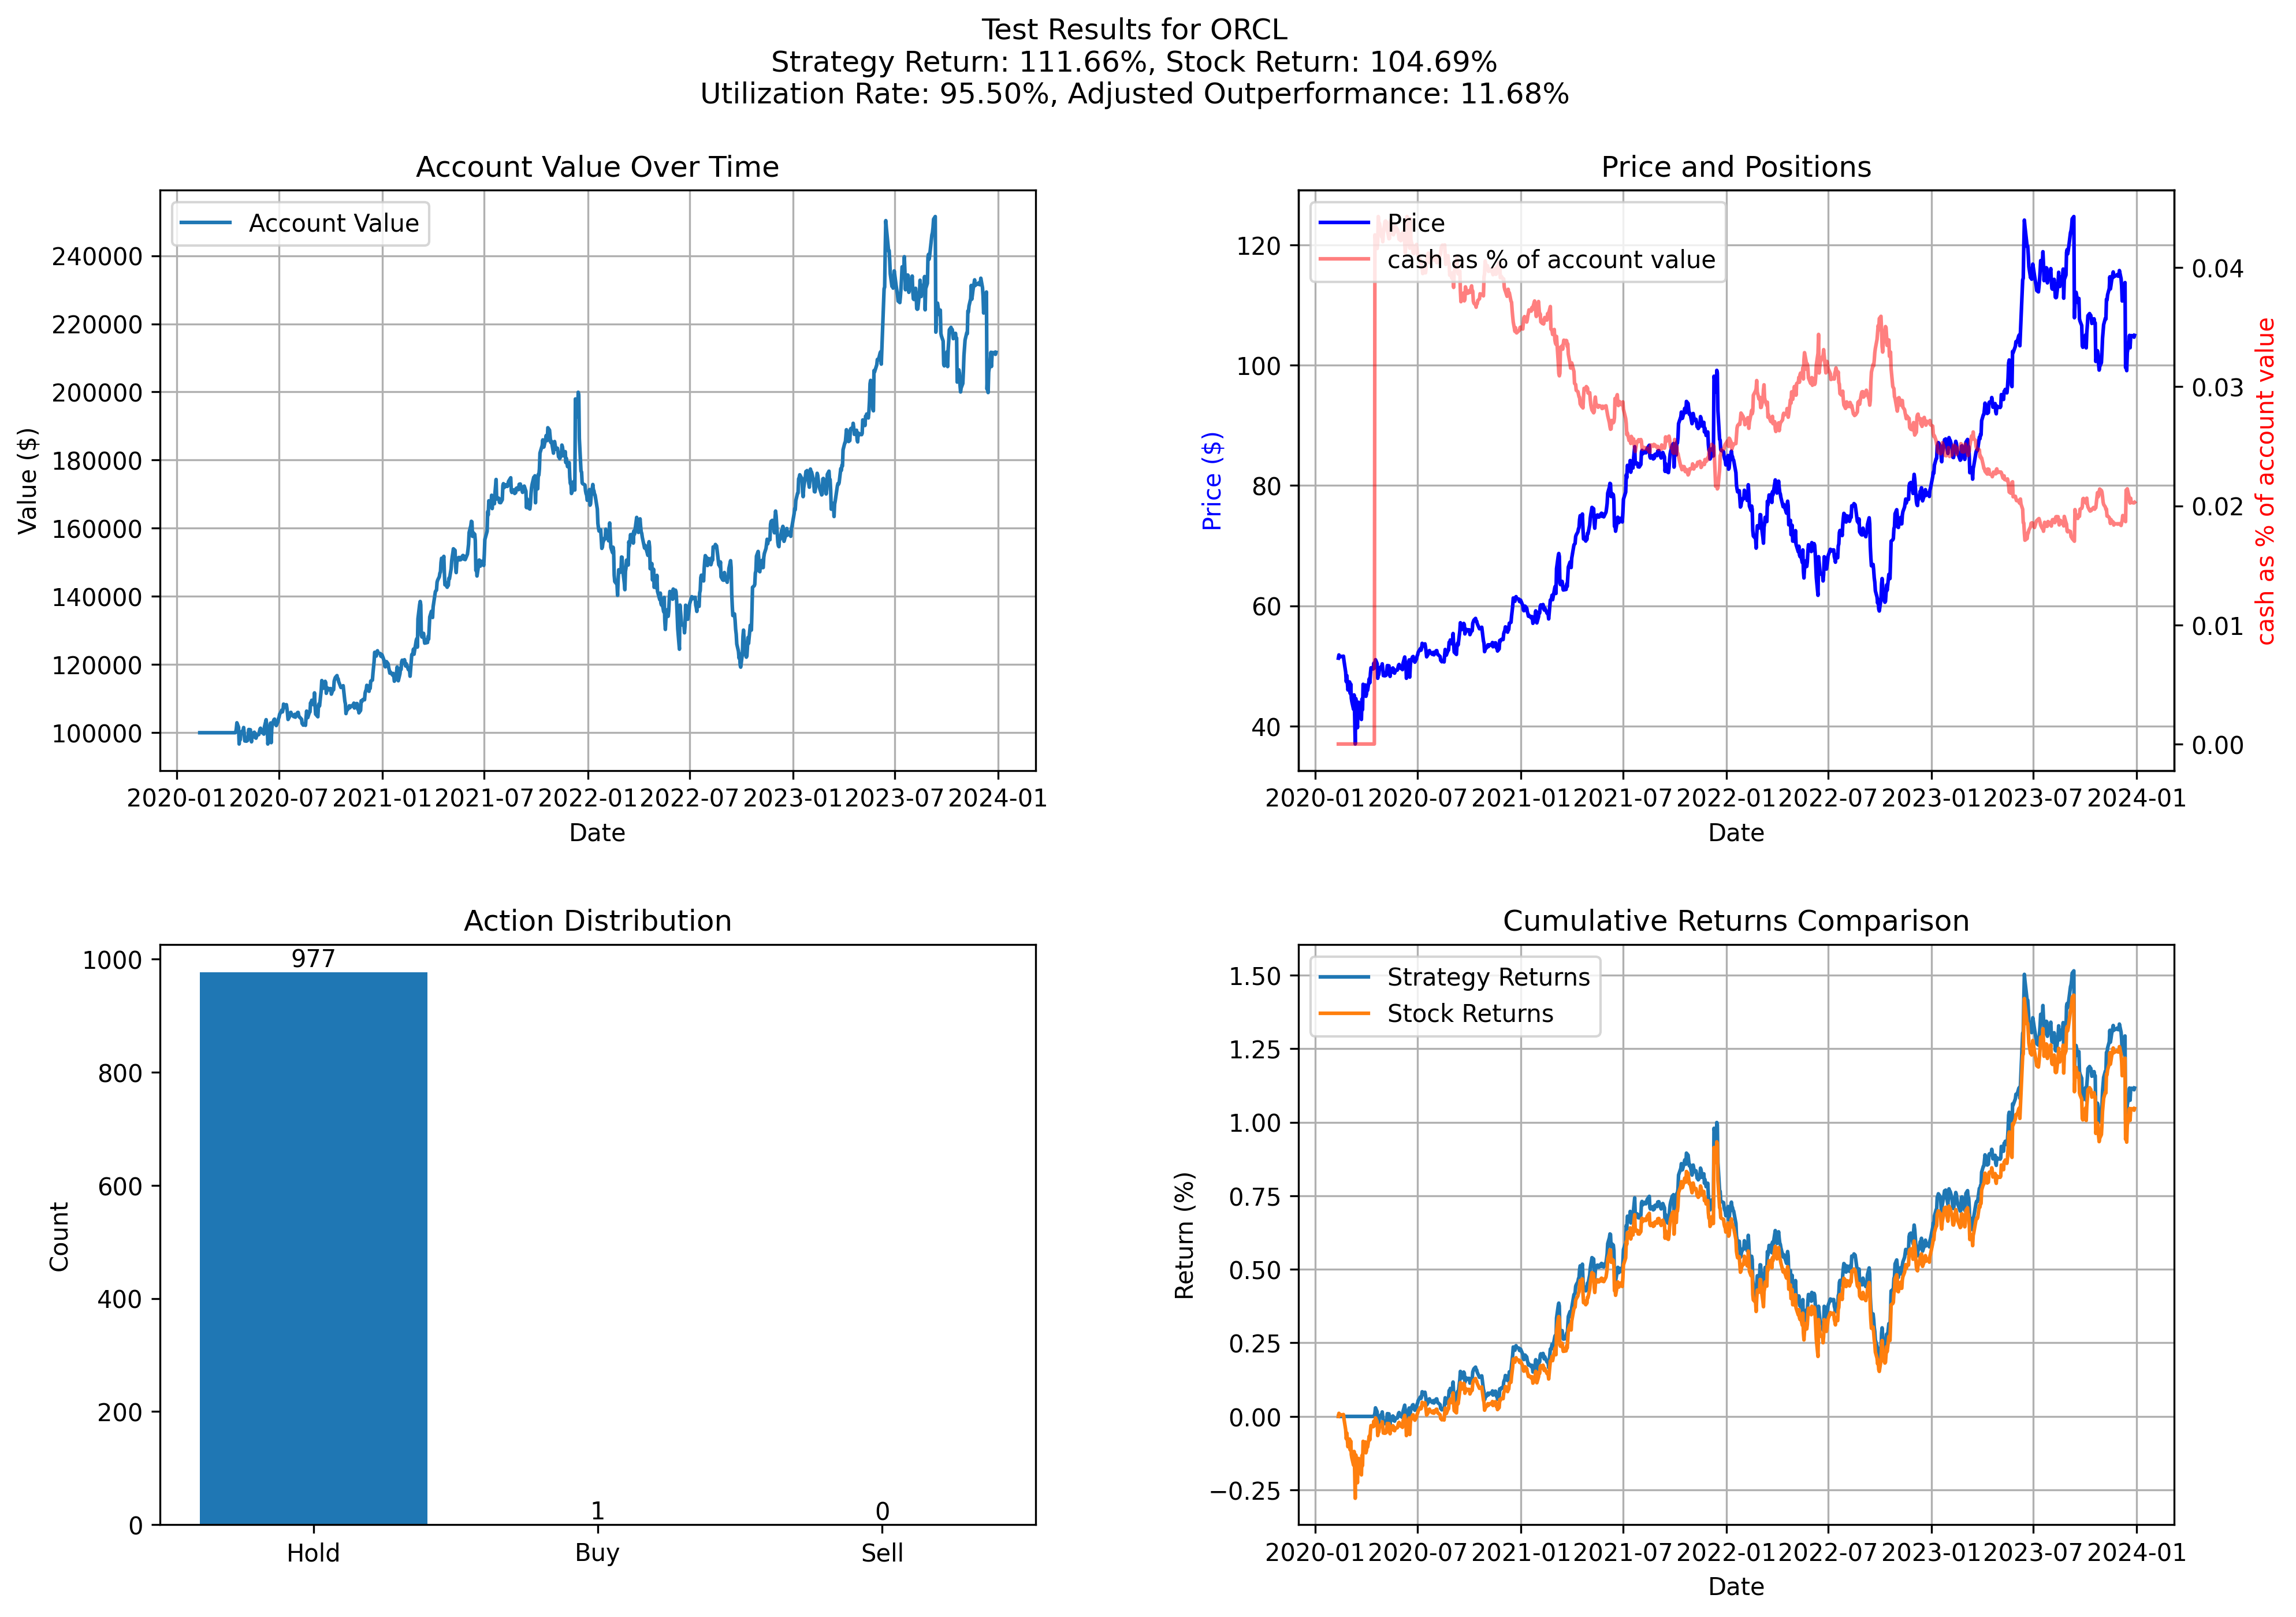 Test Results for ORCL
Strategy Return: 111.66%, Stock Return: 104.69%
Utilization Rate: 95.50%, Adjusted Outperformance: 11.68%
Account Value Over Time
Account Value
240000
220000
200000
180000
160000
140000
120000
100000
Value ($)
2020-01 2020-07 2021-01 2021-07 2022-01 2022-07 2023-01 2023-07 2024-01
Date
Price and Positions
Price
cash as % of account value
120
100
80
60
40
Price ($)
0.04
0.03
0.02
0.01
0.00
cash as % of account value
2020-01 2020-07 2021-01 2021-07 2022-01 2022-07 2023-01 2023-07 2024-01
Date
Action Distribution
1000
800
600
400
200
0
Count
977
1
0
Hold Buy Sell
Cumulative Returns Comparison
Strategy Returns
Stock Returns
1.50
1.25
1.00
0.75
0.50
0.25
0.00
−0.25
Return (%)
2020-01 2020-07 2021-01 2021-07 2022-01 2022-07 2023-01 2023-07 2024-01
Date